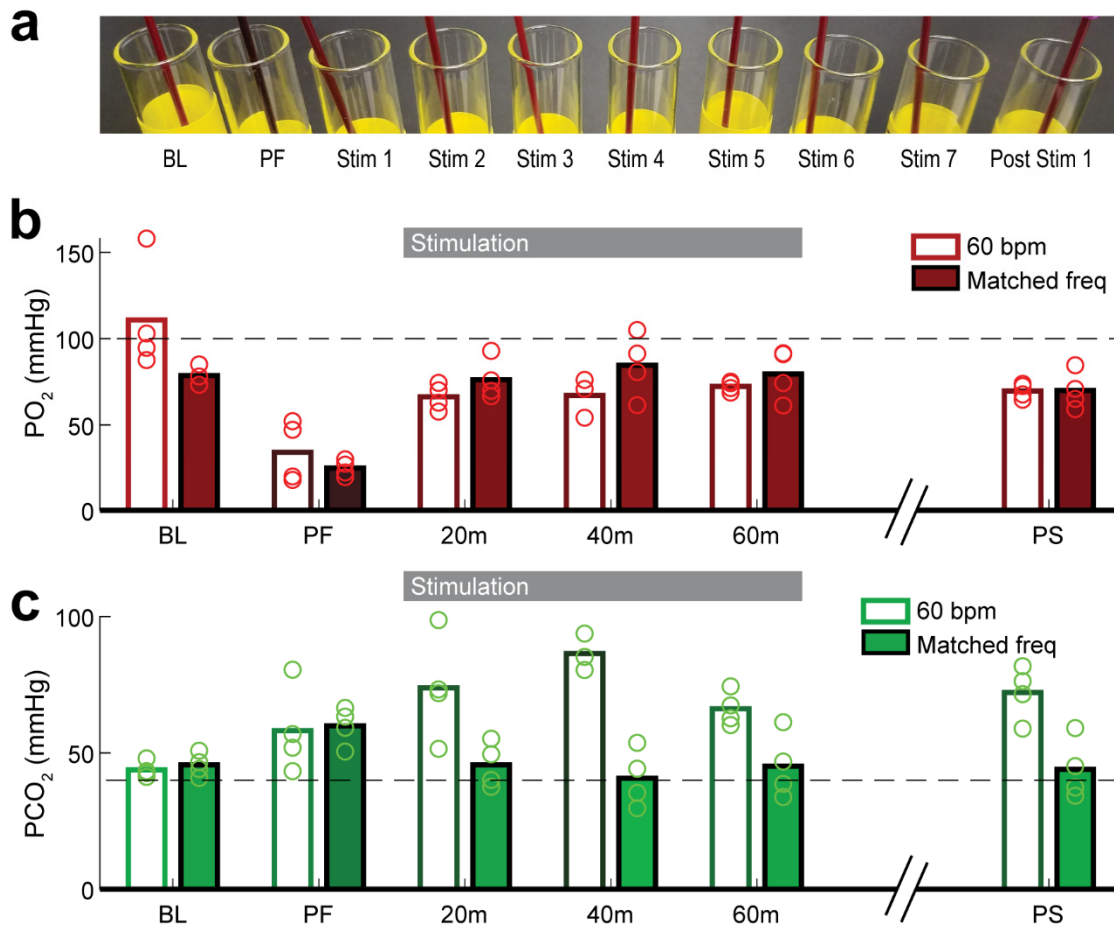 a
BL PF Stim 1 Stim 2 Stim 3 Stim 4 Stim 5 Stim 6 Stim 7 Post Stim 1
b
Stimulation
60 bpm
Matched freq
PO₂ (mmHg)
150
100
50
0
BL PF 20m 40m 60m PS
c
Stimulation
60 bpm
Matched freq
PCO₂ (mmHg)
100
50
0
BL PF 20m 40m 60m PS